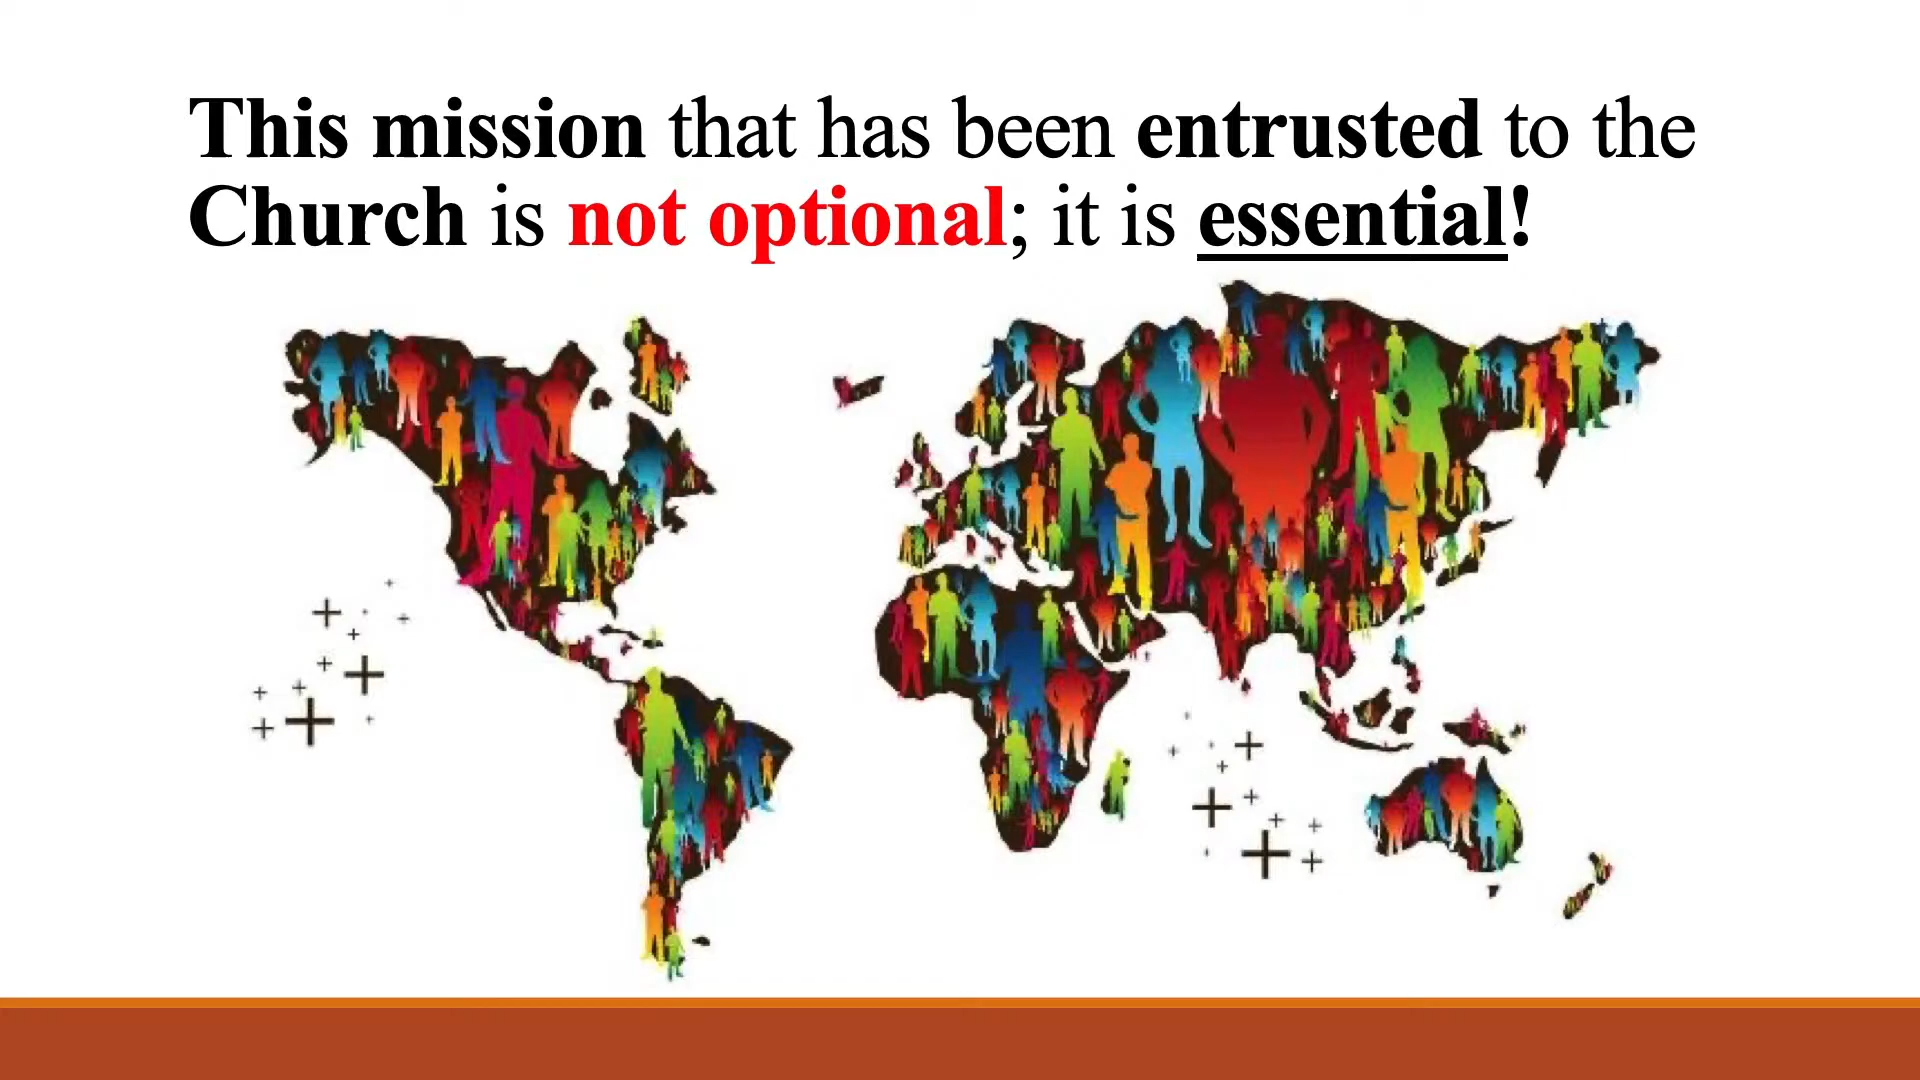 This mission that has been entrusted to the
Church is not optional; it is essential!